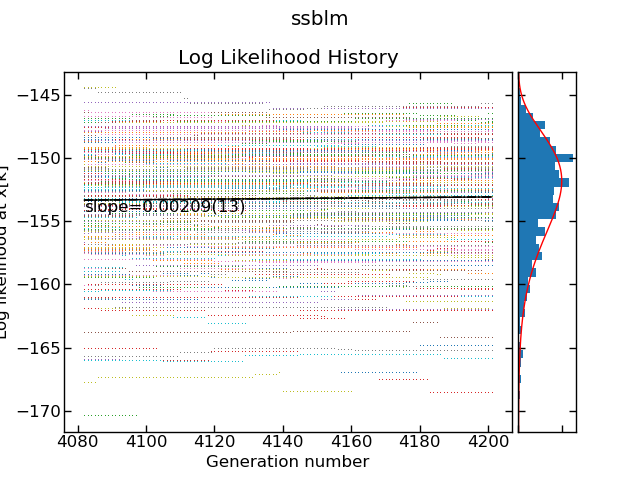 ssblm
Log Likelihood History
Log likelihood at x[k]
−145
−150
−155
−160
−165
−170
slope=0.00209(13)
4080 4100 4120 4140 4160 4180 4200
Generation number